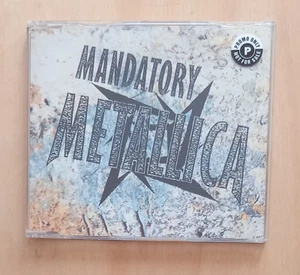 PROMO ONLY
P
NOT FOR SALE
MANDATORY
METALLICA